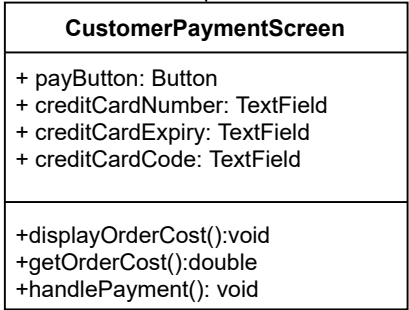 CustomerPaymentScreen
+ payButton: Button
+ creditCardNumber: TextField
+ creditCardExpiry: TextField
+ creditCardCode: TextField
+displayOrderCost():void
+getOrderCost():double
+handlePayment(): void